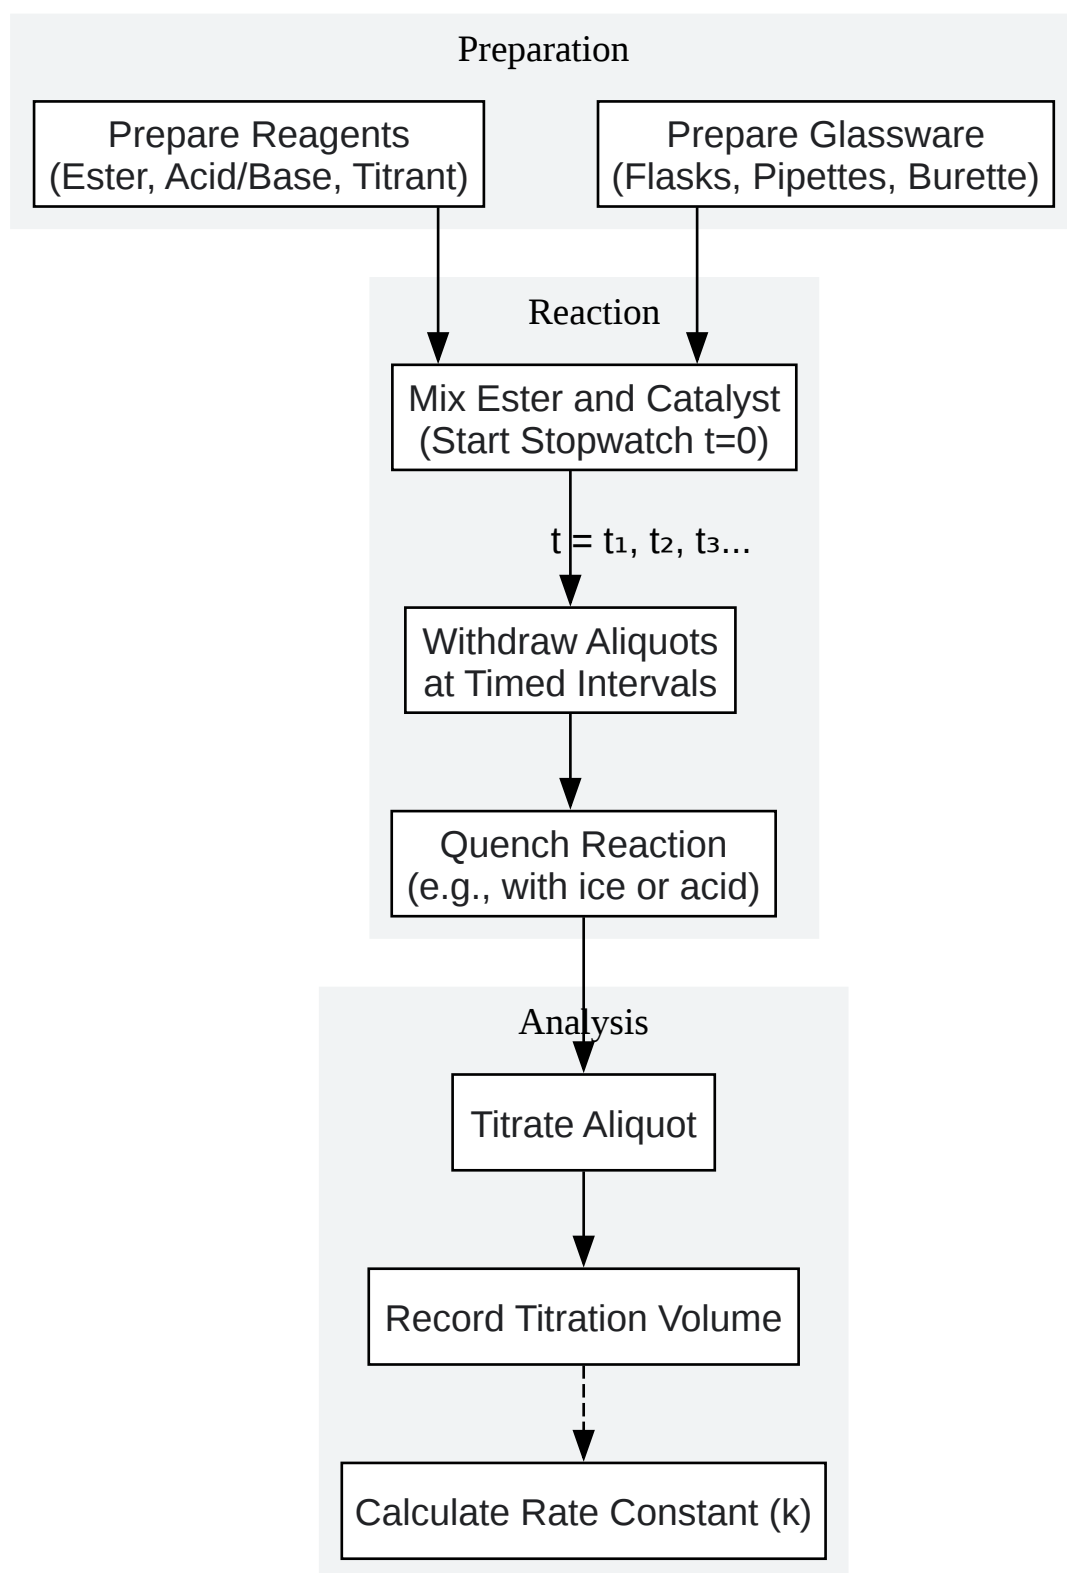 Preparation
Prepare Reagents
(Ester, Acid/Base, Titrant)
Prepare Glassware
(Flasks, Pipettes, Burette)
Reaction
Mix Ester and Catalyst
(Start Stopwatch t=0)
t = t₁, t₂, t₃...
Withdraw Aliquots
at Timed Intervals
Quench Reaction
(e.g., with ice or acid)
Analysis
Titrate Aliquot
Record Titration Volume
Calculate Rate Constant (k)